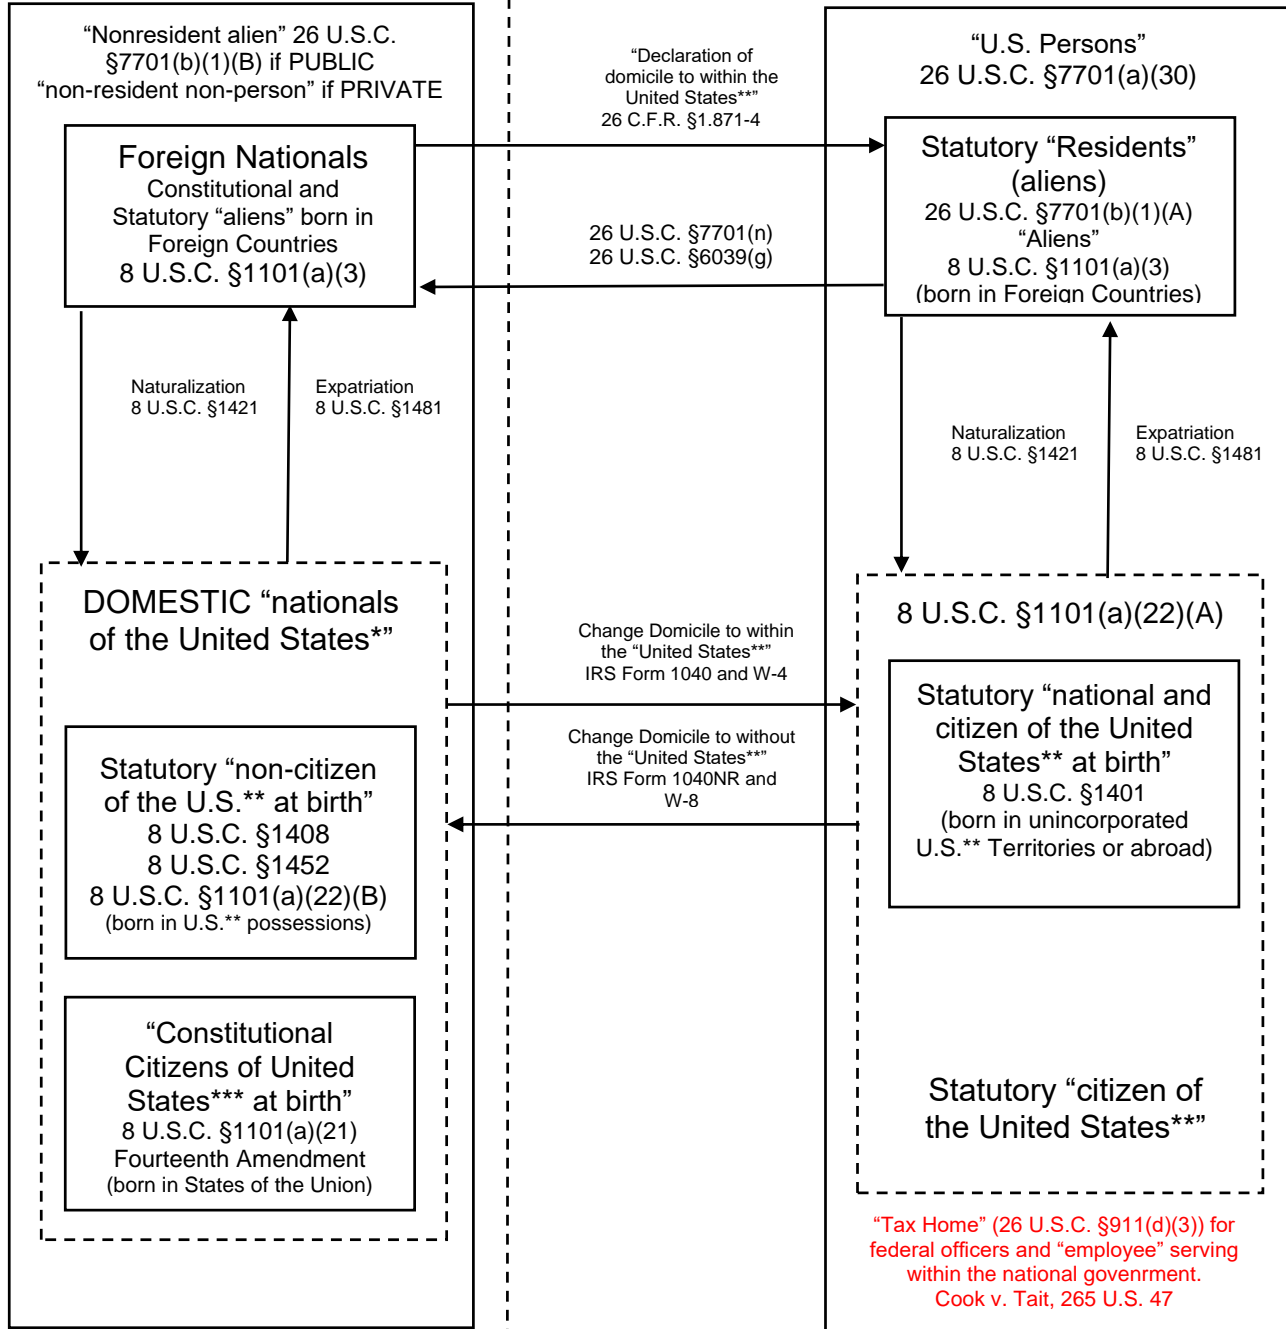 “Nonresident alien” 26 U.S.C.
§7701(b)(1)(B) if PUBLIC
“non-resident non-person” if PRIVATE
Foreign Nationals
Constitutional and
Statutory “aliens” born in
Foreign Countries
8 U.S.C. §1101(a)(3)
“Declaration of
domicile to within the
United States**”
26 C.F.R. §1.871-4
26 U.S.C. §7701(n)
26 U.S.C. §6039(g)
“U.S. Persons”
26 U.S.C. §7701(a)(30)
Statutory “Residents”
(aliens)
26 U.S.C. §7701(b)(1)(A)
“Aliens”
8 U.S.C. §1101(a)(3)
(born in Foreign Countries)
Naturalization
8 U.S.C. §1421
Expatriation
8 U.S.C. §1481
Naturalization
8 U.S.C. §1421
Expatriation
8 U.S.C. §1481
DOMESTIC “nationals
of the United States*”
Statutory “non-citizen
of the U.S.** at birth”
8 U.S.C. §1408
8 U.S.C. §1452
8 U.S.C. §1101(a)(22)(B)
(born in U.S.** possessions)
“Constitutional
Citizens of United
States*** at birth”
8 U.S.C. §1101(a)(21)
Fourteenth Amendment
(born in States of the Union)
Change Domicile to within
the “United States**”
IRS Form 1040 and W-4
Change Domicile to without
the “United States**”
IRS Form 1040NR and
W-8
8 U.S.C. §1101(a)(22)(A)
Statutory “national and
citizen of the United
States** at birth”
8 U.S.C. §1401
(born in unincorporated
U.S.** Territories or abroad)
Statutory “citizen of
the United States**”
“Tax Home” (26 U.S.C. §911(d)(3)) for
federal officers and “employee” serving
within the national govenrment.
Cook v. Tait, 265 U.S. 47